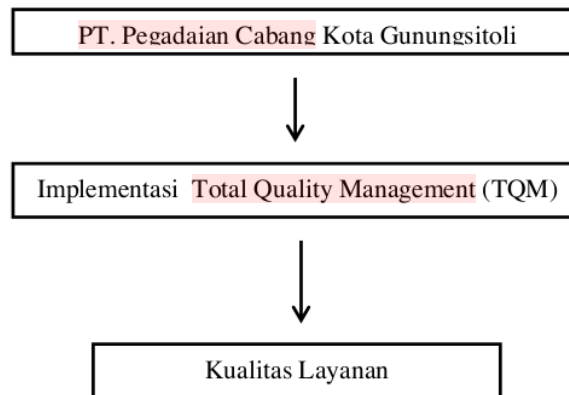 PT. Pegadaian Cabang Kota Gunungsitoli
Implementasi Total Quality Management (TQM)
Kualitas Layanan